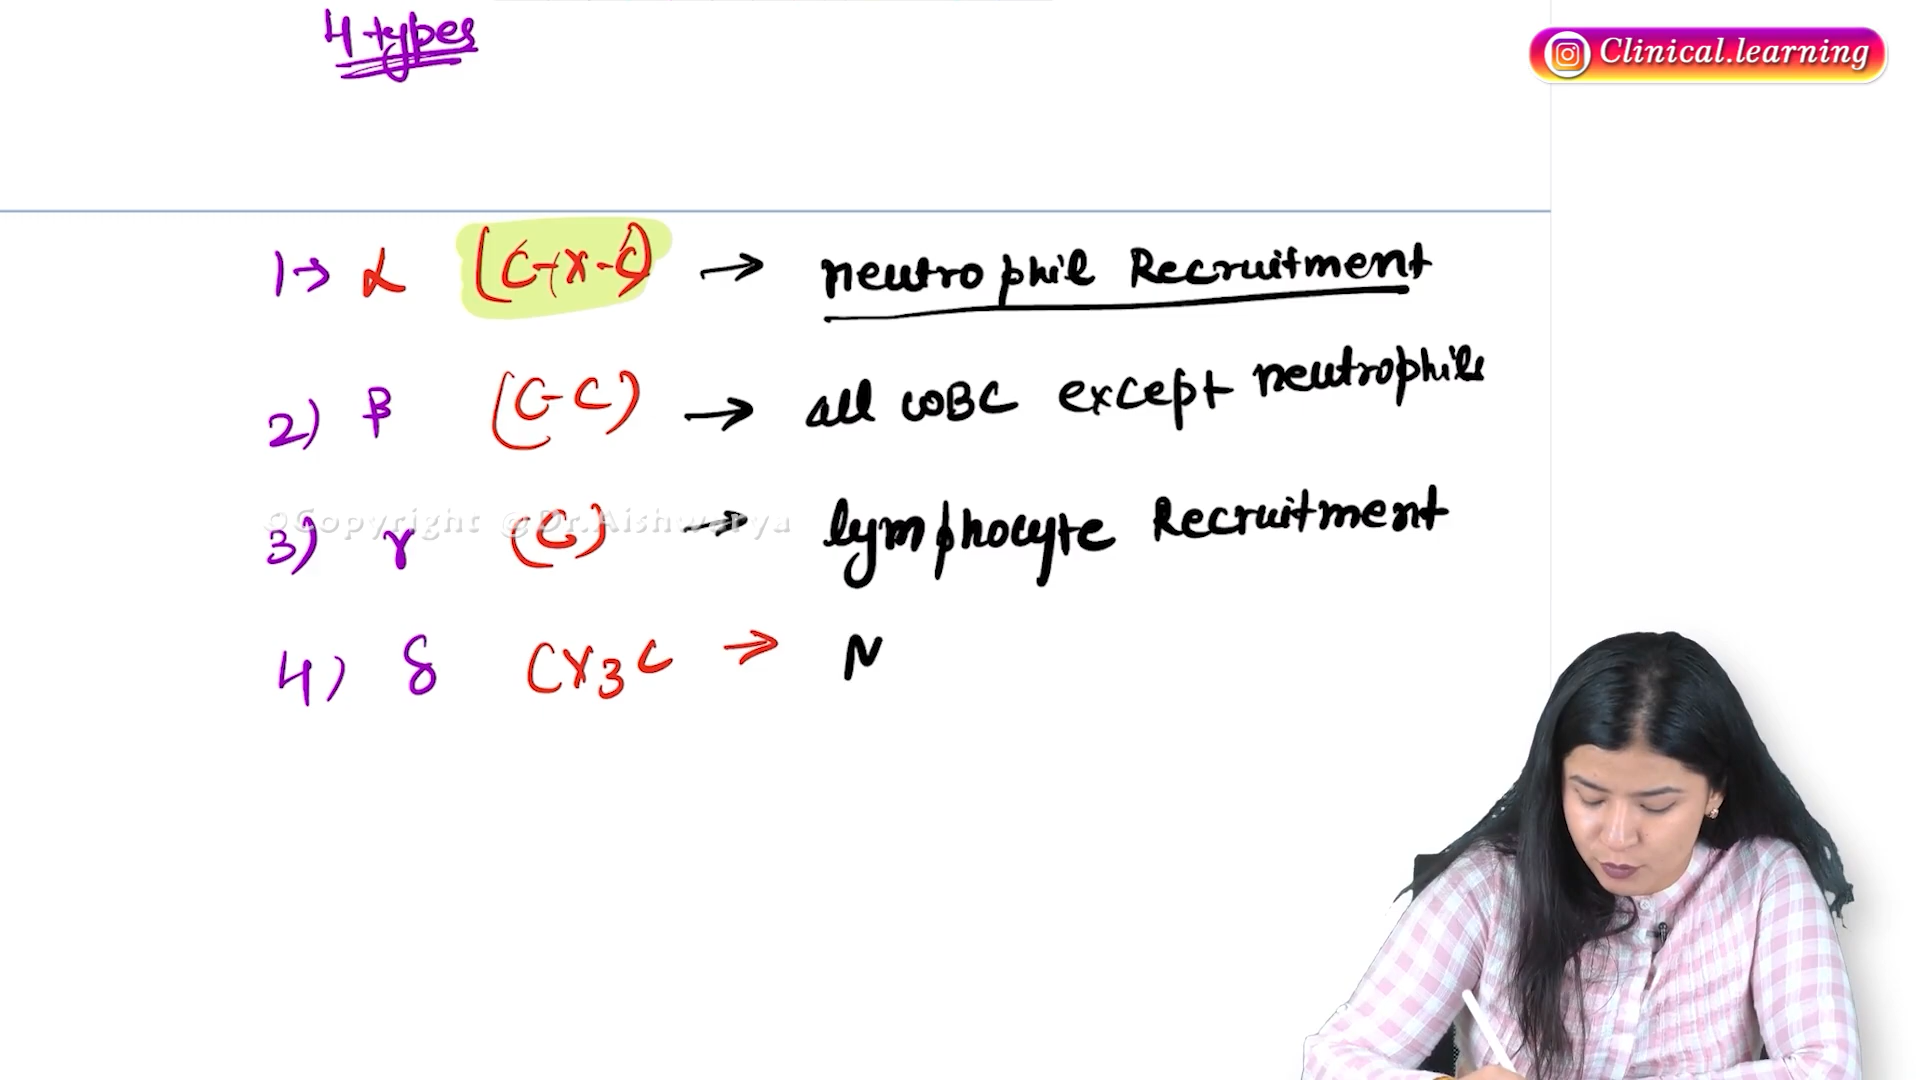 4 types
Clinical.learning
1→ α (C-X-C) → neutrophil Recruitment
2) β (C-C) → all WBC except neutrophils
©Copyright @Dr.Aishwarya
3) γ (C) → lymphocyte Recruitment
4) δ CX3C → N